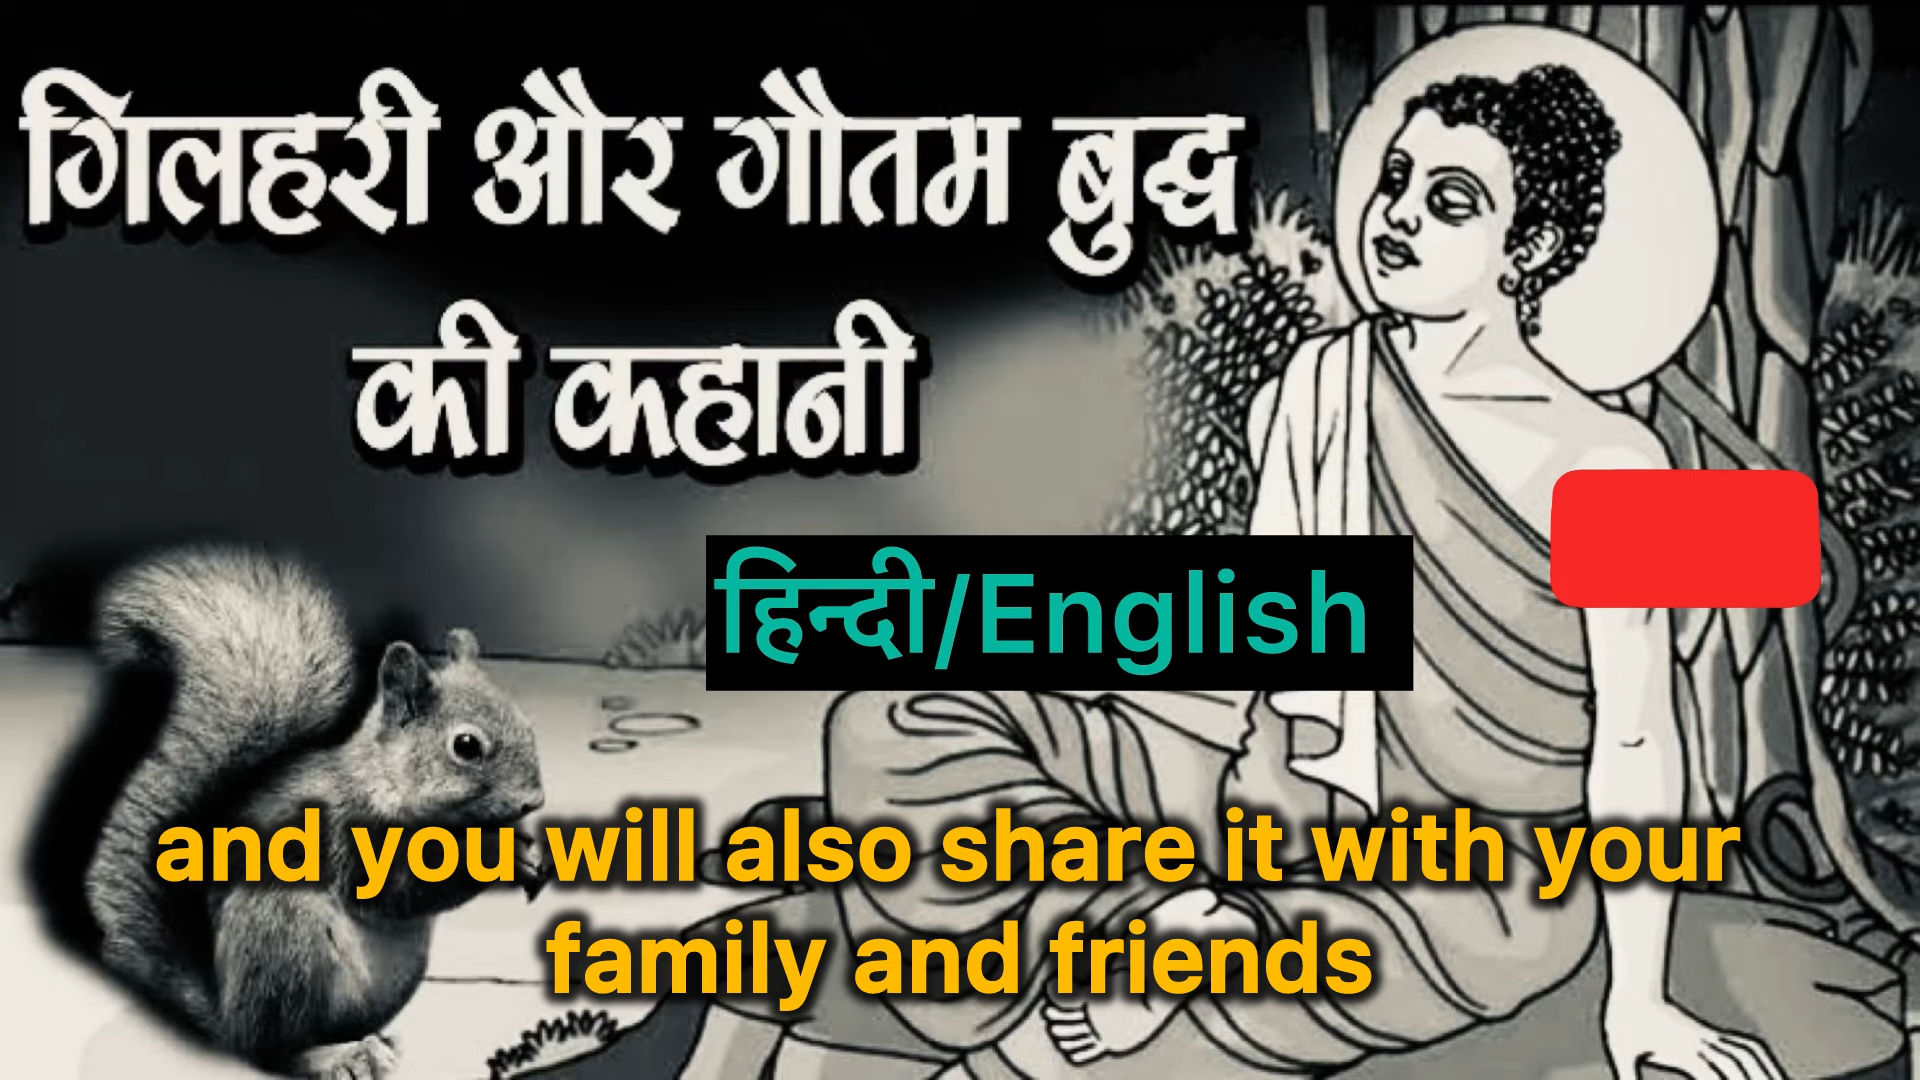 गिलहरी और गौतम बुद्ध
की कहानी
हिन्दी/English
and you will also share it with your
family and friends